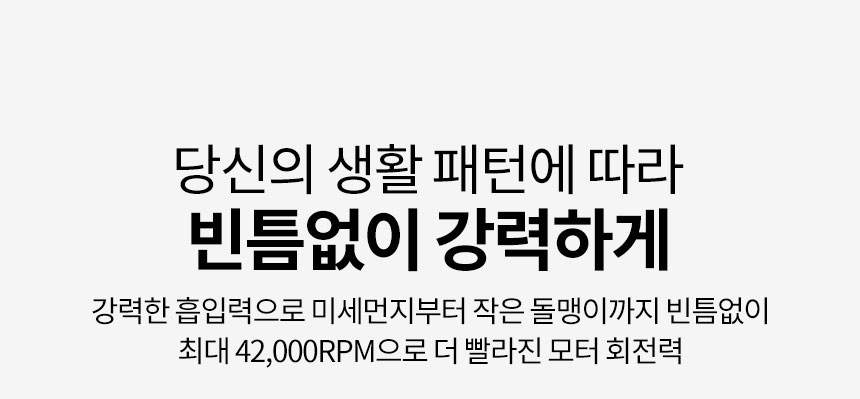 당신의 생활 패턴에 따라
빈틈없이 강력하게
강력한 흡입력으로 미세먼지부터 작은 돌맹이까지 빈틈없이
최대 42,000RPM으로 더 빨라진 모터 회전력